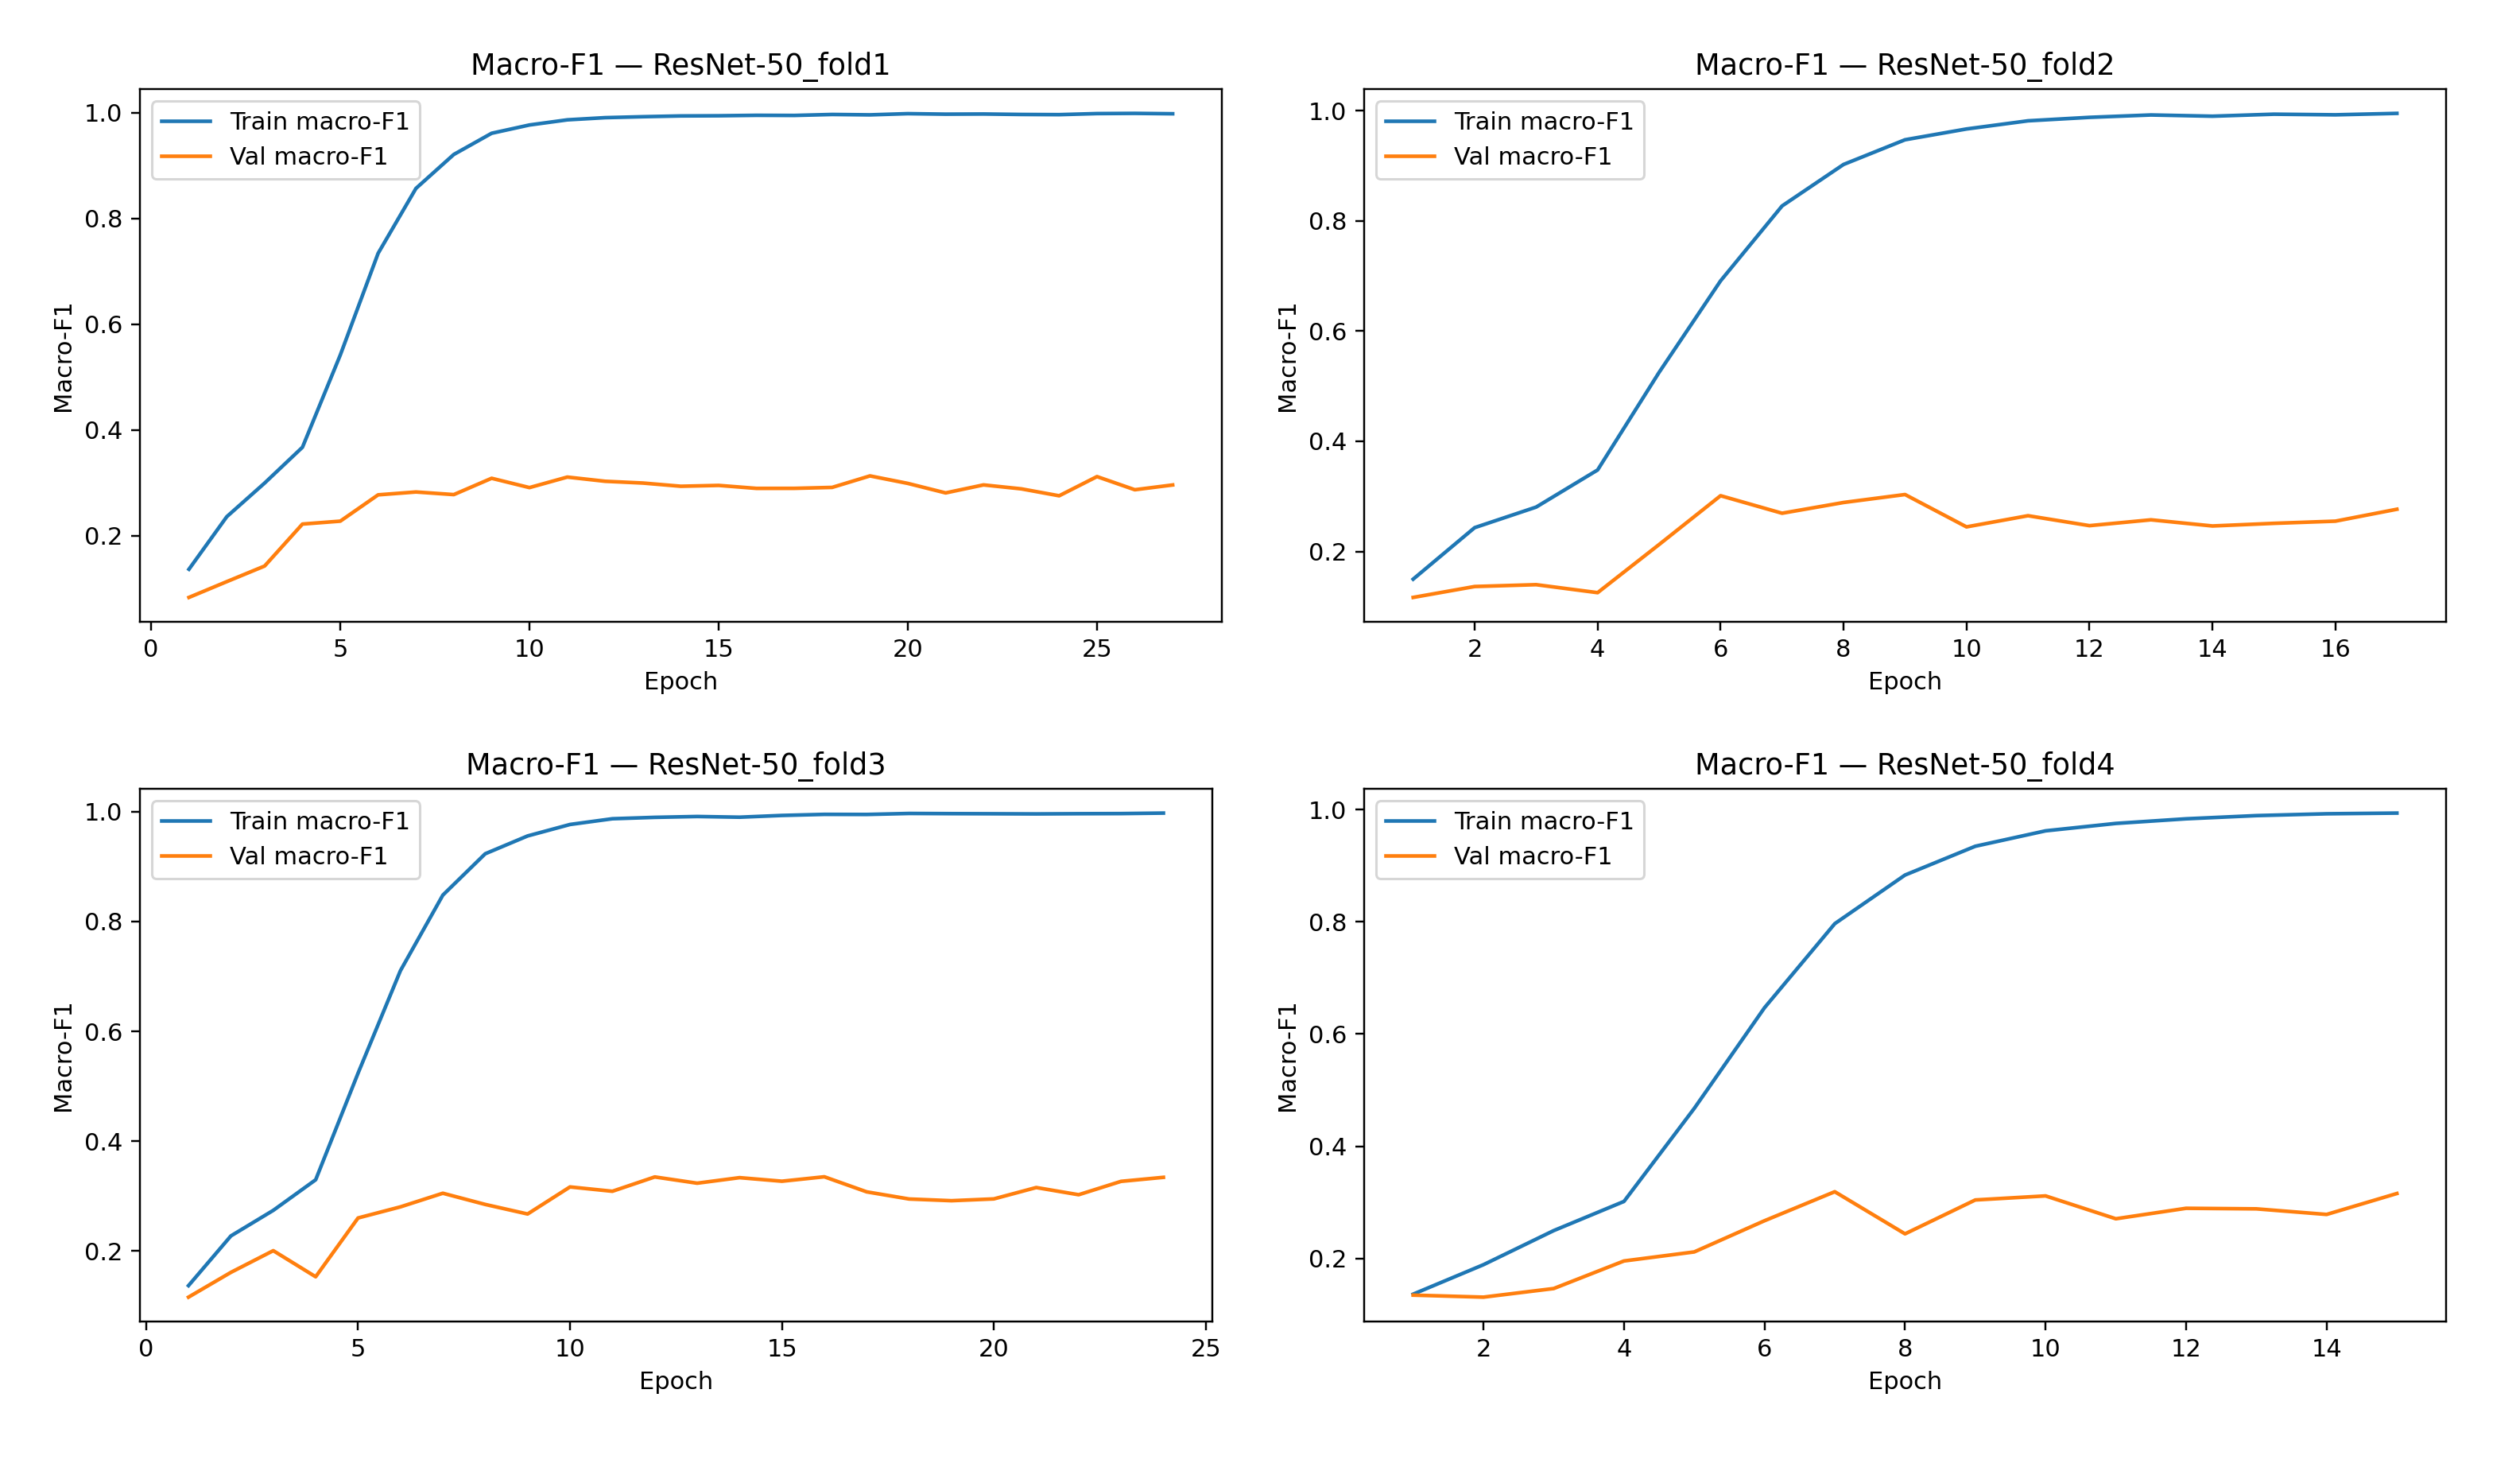 Macro-F1 — ResNet-50_fold1
Train macro-F1
Val macro-F1
1.0
0.8
0.6
0.4
0.2
Macro-F1
0 5 10 15 20 25
Epoch
Macro-F1 — ResNet-50_fold2
Train macro-F1
Val macro-F1
1.0
0.8
0.6
0.4
0.2
Macro-F1
2 4 6 8 10 12 14 16
Epoch
Macro-F1 — ResNet-50_fold3
Train macro-F1
Val macro-F1
1.0
0.8
0.6
0.4
0.2
Macro-F1
0 5 10 15 20 25
Epoch
Macro-F1 — ResNet-50_fold4
Train macro-F1
Val macro-F1
1.0
0.8
0.6
0.4
0.2
Macro-F1
2 4 6 8 10 12 14
Epoch